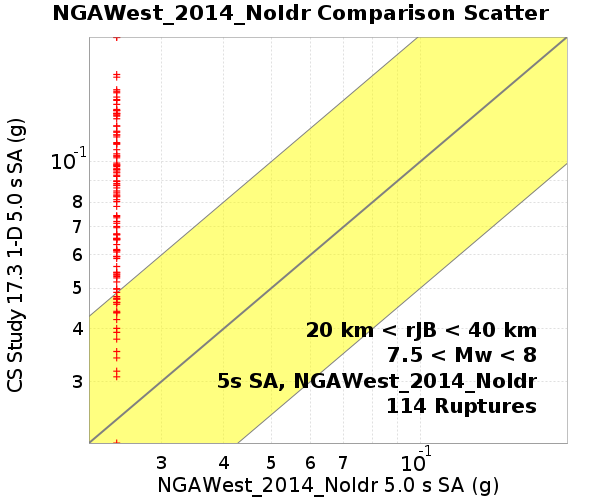 NGAWest_2014_NoIdr Comparison Scatter
CS Study 17.3 1-D 5.0 s SA (g)
10-1
8
7
6
5
4
3
20 km < rJB < 40 km
7.5 < Mw < 8
5s SA, NGAWest_2014_NoIdr
114 Ruptures
3 4 5 6 7 10-1
NGAWest_2014_NoIdr 5.0 s SA (g)